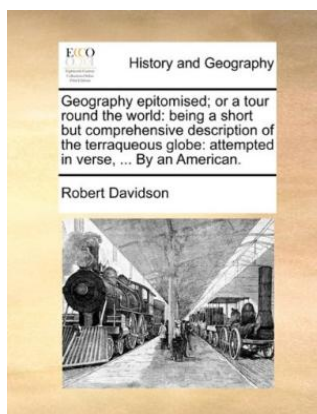 ECCO
History and Geography
Geography epitomised; or a tour
round the world: being a short
but comprehensive description of
the terraqueous globe: attempted
in verse, ... By an American.
Robert Davidson